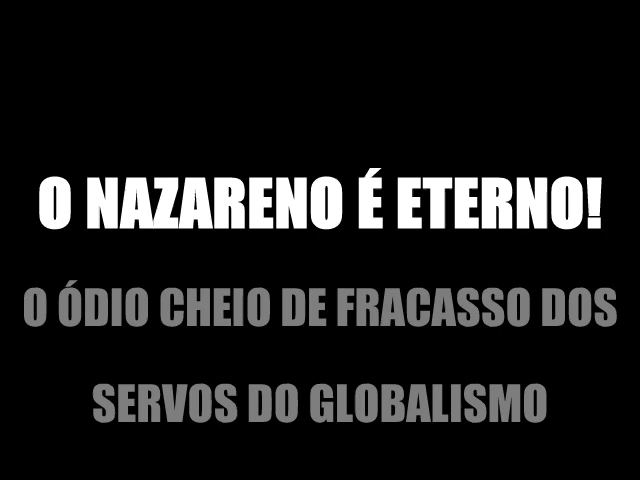 O NAZARENO É ETERNO!
O ÓDIO CHEIO DE FRACASSO DOS
SERVOS DO GLOBALISMO